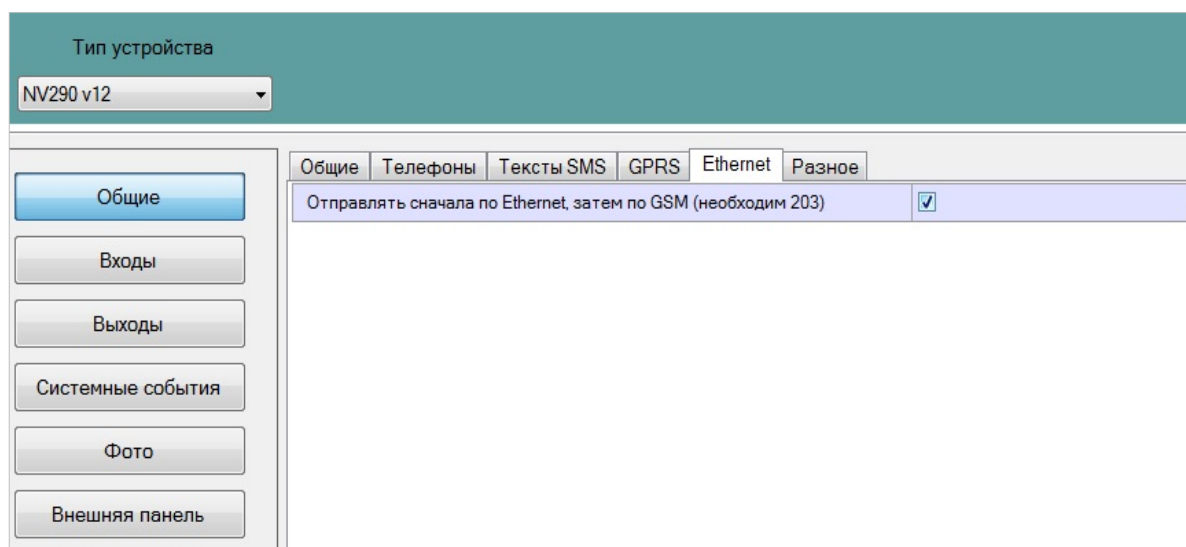 Тип устройства
NV290 v12
Общие Телефоны Тексты SMS GPRS Ethernet Разное
Отправлять сначала по Ethernet, затем по GSM (необходим 203)
Общие
Входы
Выходы
Системные события
Фото
Внешняя панель